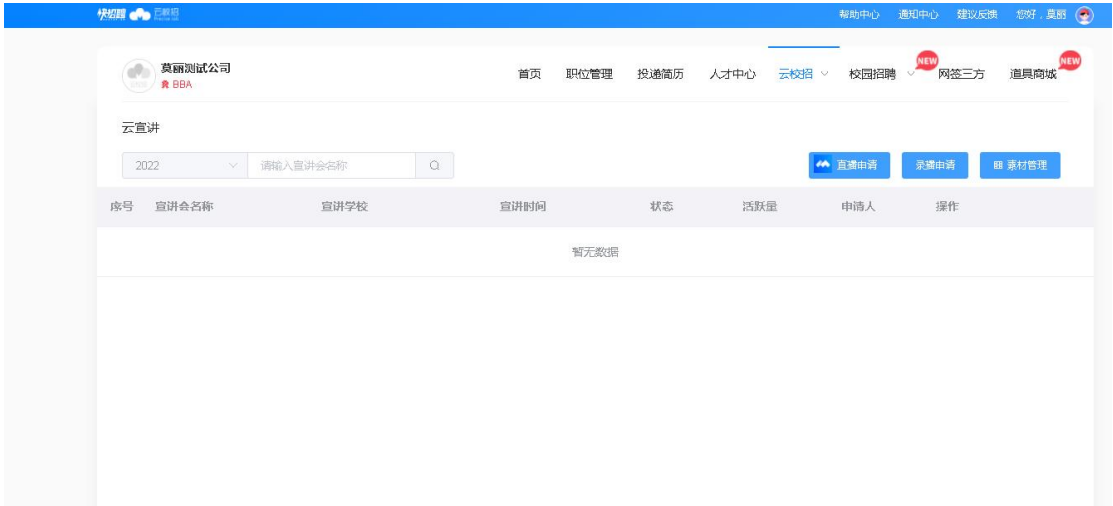 快招聘 云校招 帮助中心 通知中心 建议反馈 您好，莫丽
莫丽测试公司
BBA
首页 职位管理 投递简历 人才中心 云校招 校园招聘 NEW 网签三方 道具商城 NEW
云宣讲
2022 请输入宣讲会名称 直播申请 录播申请 素材管理
序号 宣讲会名称 宣讲学校 宣讲时间 状态 活跃量 申请人 操作
暂无数据